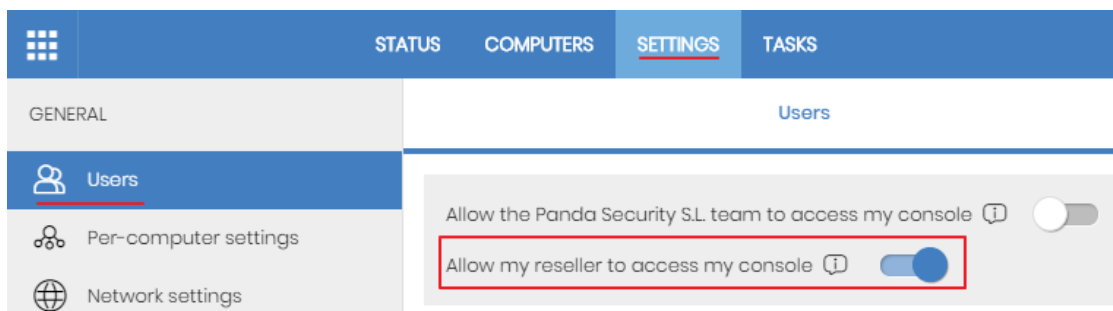 STATUS COMPUTERS SETTINGS TASKS
GENERAL
Users
Users
Per-computer settings
Network settings
Allow the Panda Security S.L. team to access my console
Allow my reseller to access my console